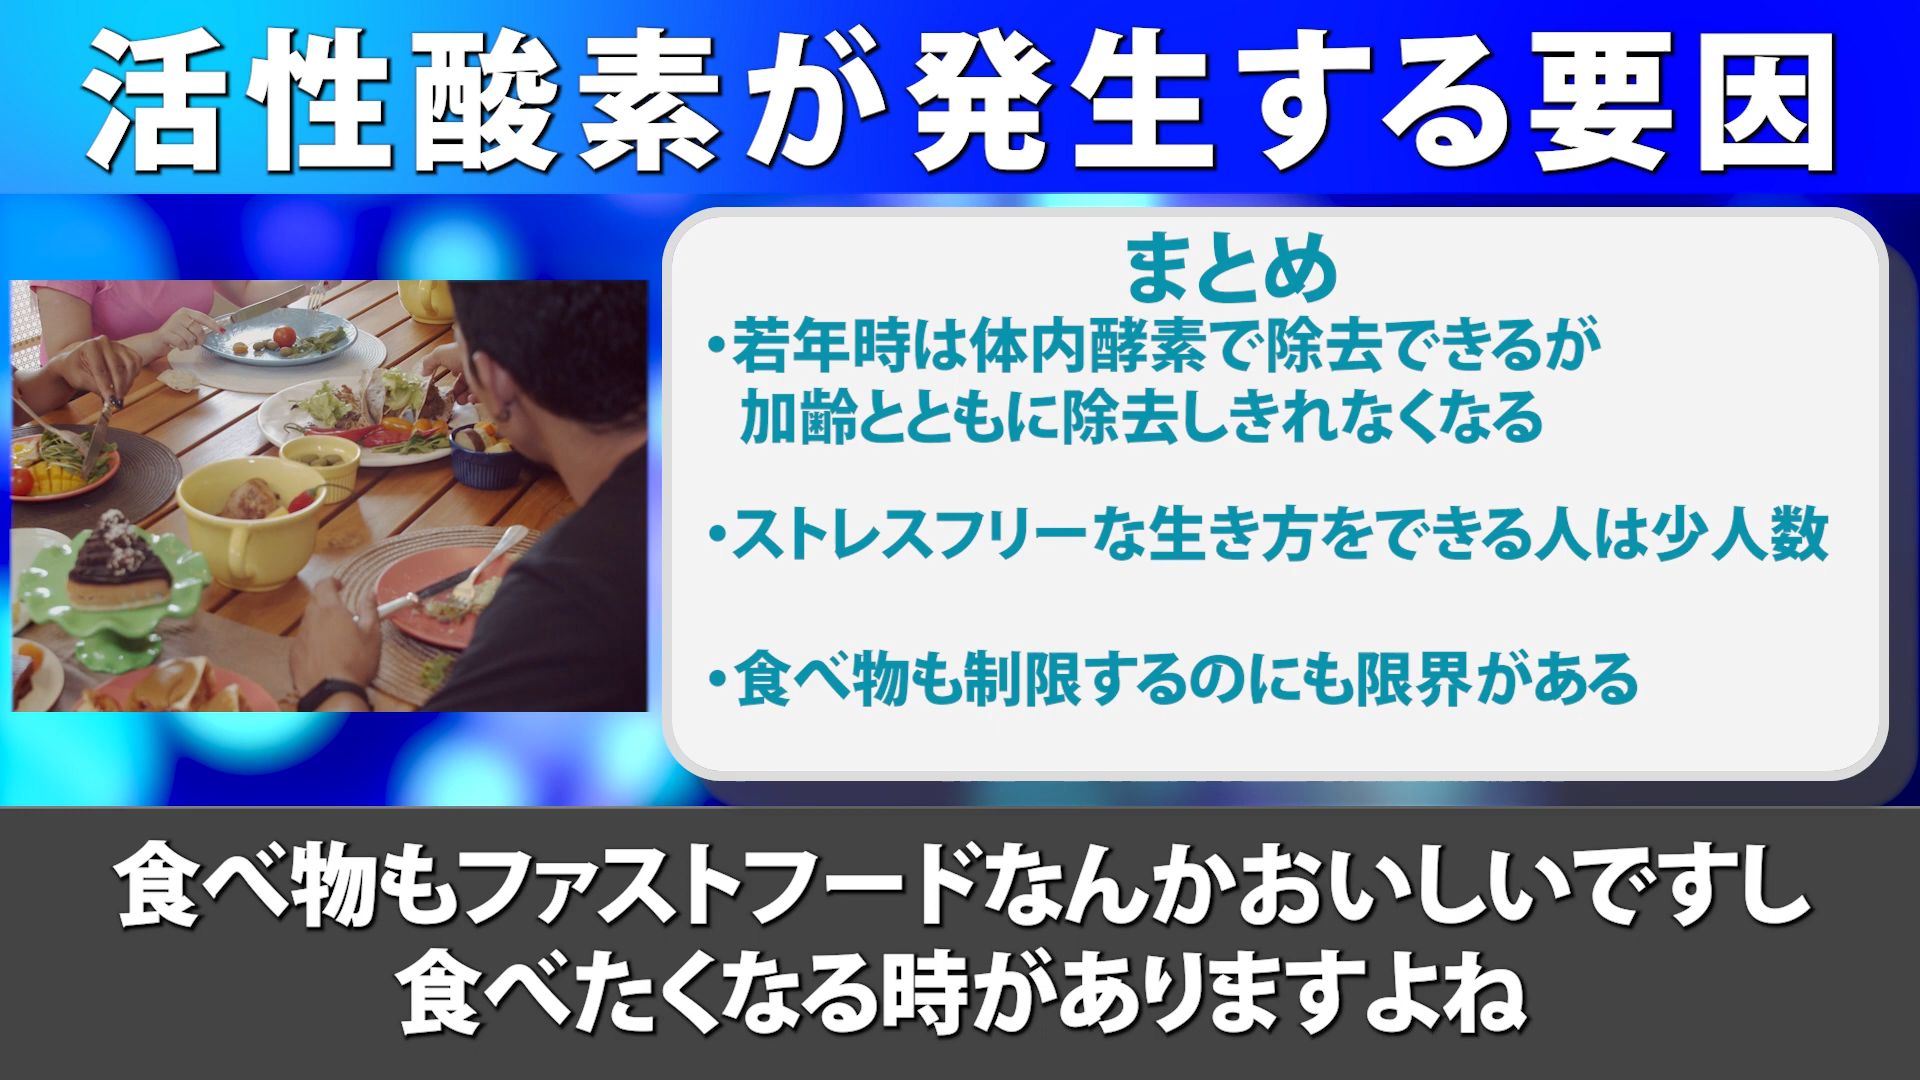 活性酸素が発生する要因
まとめ
・若年時は体内酵素で除去できるが
加齢とともに除去しきれなくなる
・ストレスフリーな生き方をできる人は少人数
・食べ物も制限するのにも限界がある
食べ物もファストフードなんかおいしいですし
食べたくなる時がありますよね